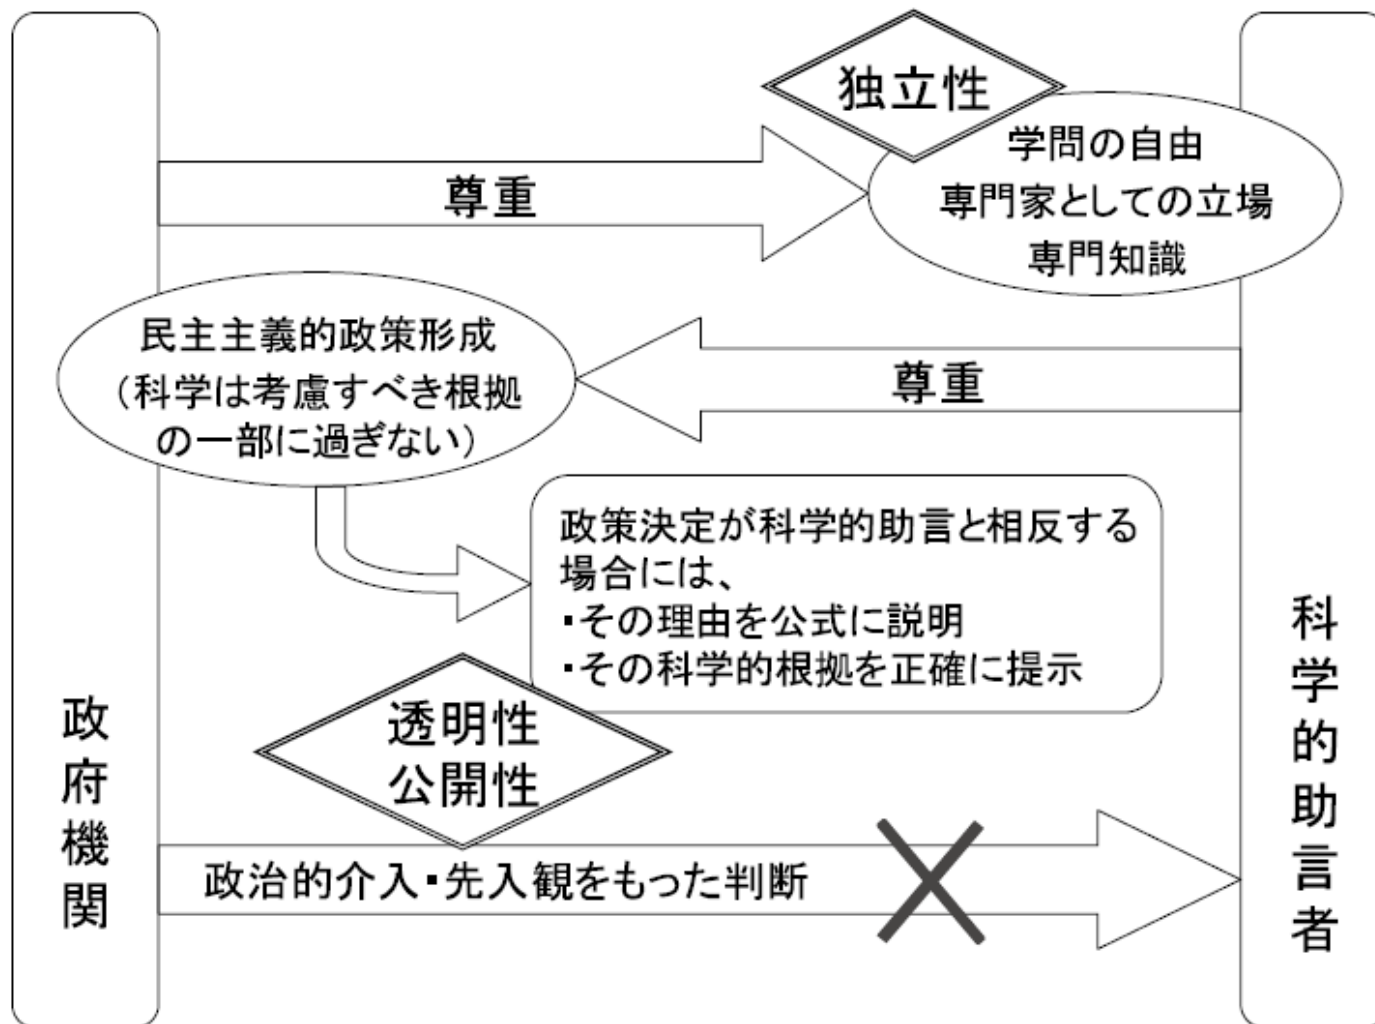 独立性
学問の自由
専門家としての立場
専門知識
尊重
民主主義的政策形成
（科学は考慮すべき根拠
の一部に過ぎない）
尊重
政策決定が科学的助言と相反する
場合には、
・その理由を公式に説明
・その科学的根拠を正確に提示
透明性
公開性
政治的介入・先入観をもった判断
政府機関
科学的助言者